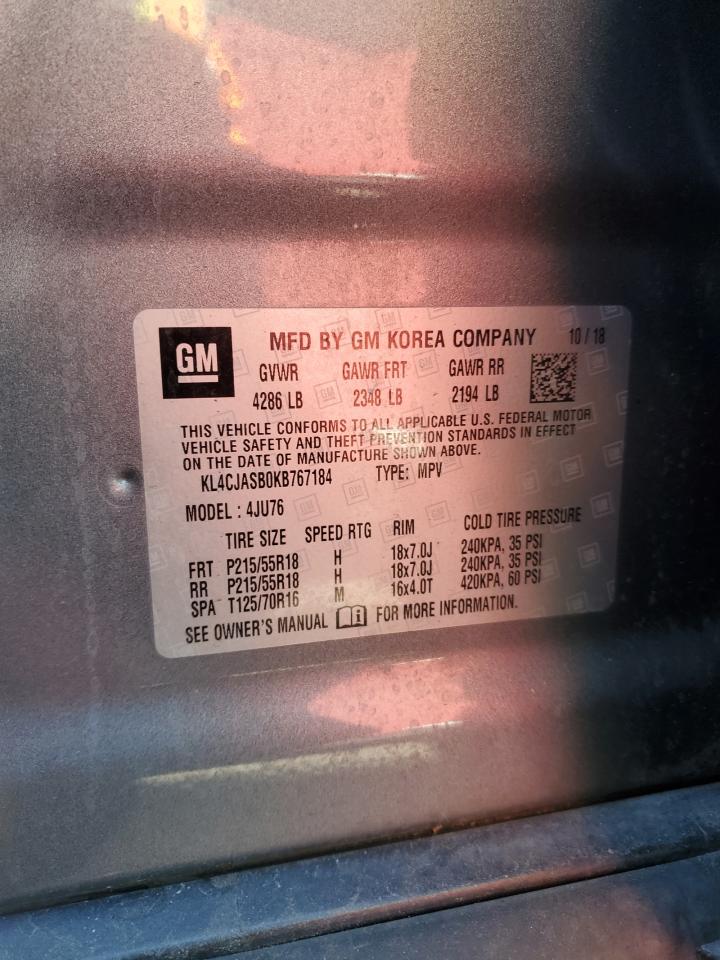 GM
MFD BY GM KOREA COMPANY 10 / 18
GVWR GAWR FRT GAWR RR
4286 LB 2348 LB 2194 LB
THIS VEHICLE CONFORMS TO ALL APPLICABLE U.S. FEDERAL MOTOR
VEHICLE SAFETY AND THEFT PREVENTION STANDARDS IN EFFECT
ON THE DATE OF MANUFACTURE SHOWN ABOVE.
KL4CJASB0KB767184 TYPE: MPV
MODEL : 4JU76
TIRE SIZE SPEED RTG RIM COLD TIRE PRESSURE
FRT P215/55R18 H 18x7.0J 240KPA, 35 PSI
RR P215/55R18 H 18x7.0J 240KPA, 35 PSI
SPA T125/70R16 M 16x4.0T 420KPA, 60 PSI
SEE OWNER'S MANUAL FOR MORE INFORMATION.